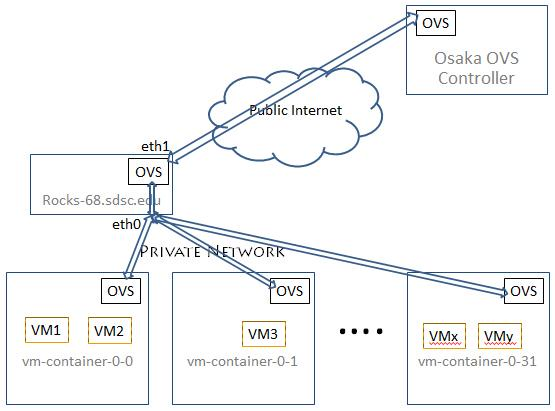 OVS
Osaka OVS
Controller
Public Internet
eth1
OVS
Rocks-68.sdsc.edu
eth0
PRIVATE NETWORK
OVS
OVS
OVS
VM1
VM2
VM3
VMx
VMy
vm-container-0-0
vm-container-0-1
vm-container-0-31